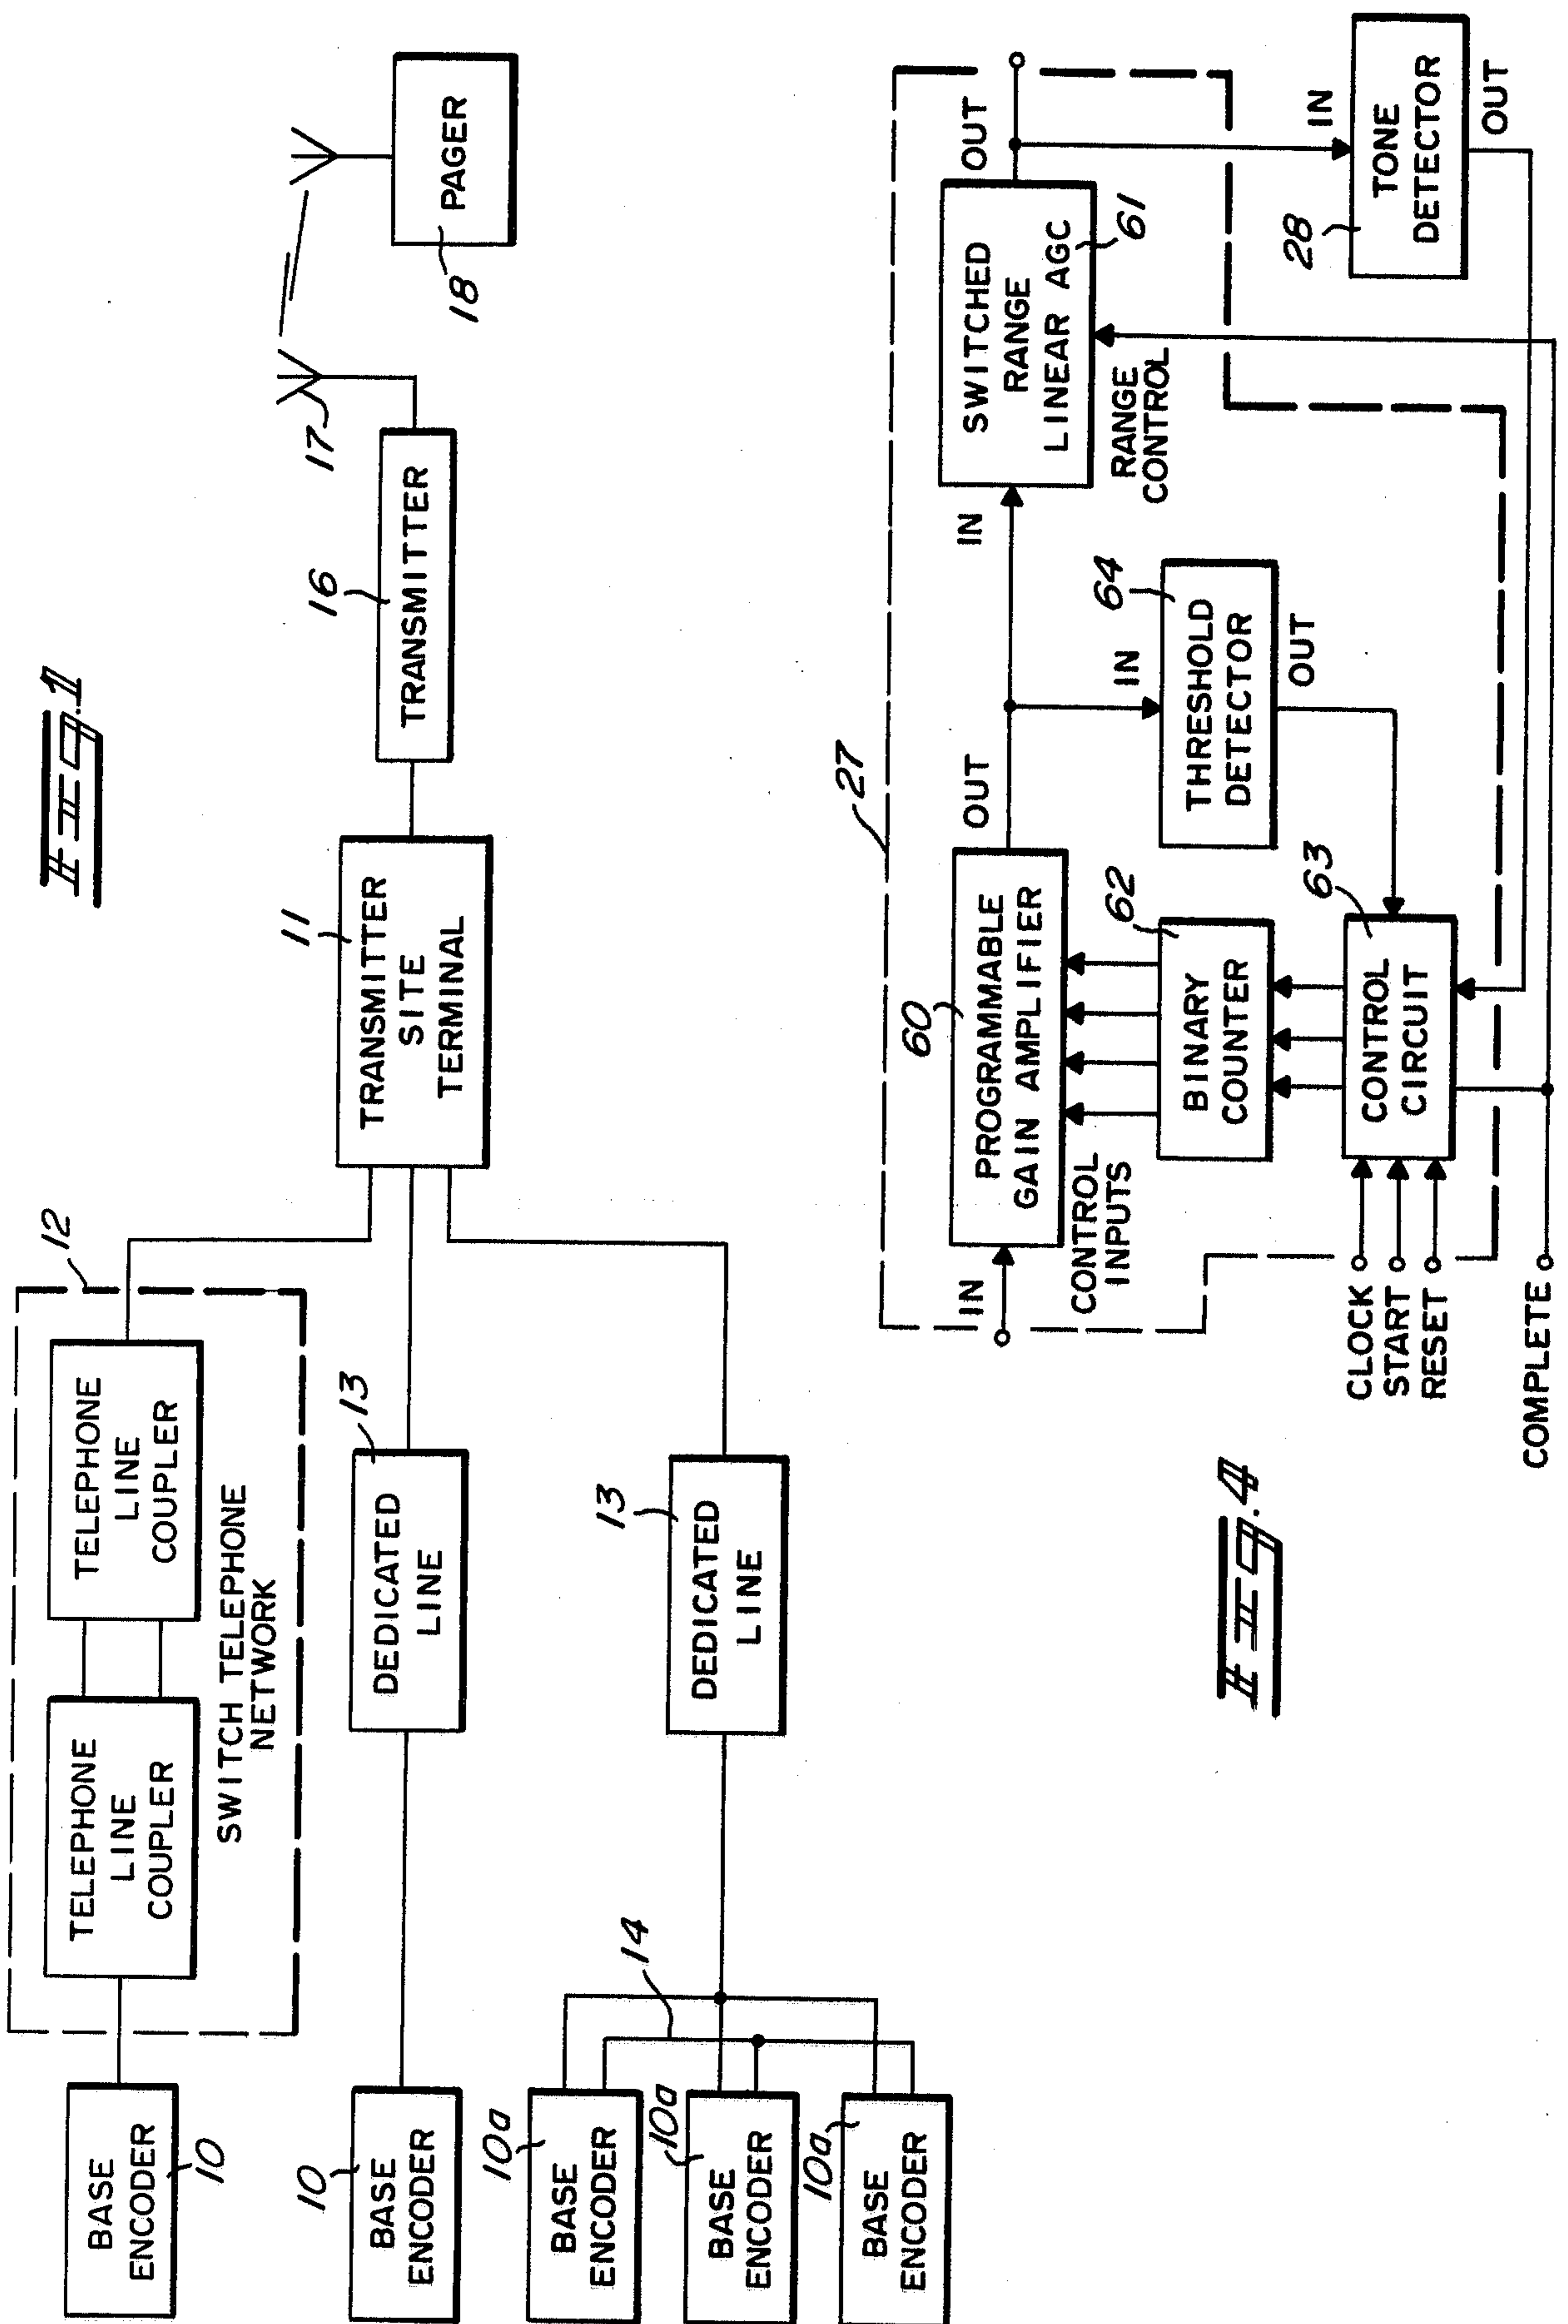 Fig. 1
12
TELEPHONE
LINE
COUPLER
TELEPHONE
LINE
COUPLER
SWITCH TELEPHONE
NETWORK
BASE
ENCODER
10
BASE
ENCODER
10
DEDICATED
LINE
13
BASE
ENCODER
10a
BASE
ENCODER
10a
BASE
ENCODER
10a
14
DEDICATED
LINE
13
TRANSMITTER
SITE
TERMINAL
11
TRANSMITTER
16
17
PAGER
18
Fig. 4
27
IN
PROGRAMMABLE
GAIN AMPLIFIER
60
OUT
CONTROL
INPUTS
IN
SWITCHED
RANGE
LINEAR AGC
61
OUT
RANGE
CONTROL
BINARY
COUNTER
62
IN
THRESHOLD
DETECTOR
64
OUT
CONTROL
CIRCUIT
63
CLOCK
START
RESET
COMPLETE
IN
TONE
DETECTOR
28
OUT